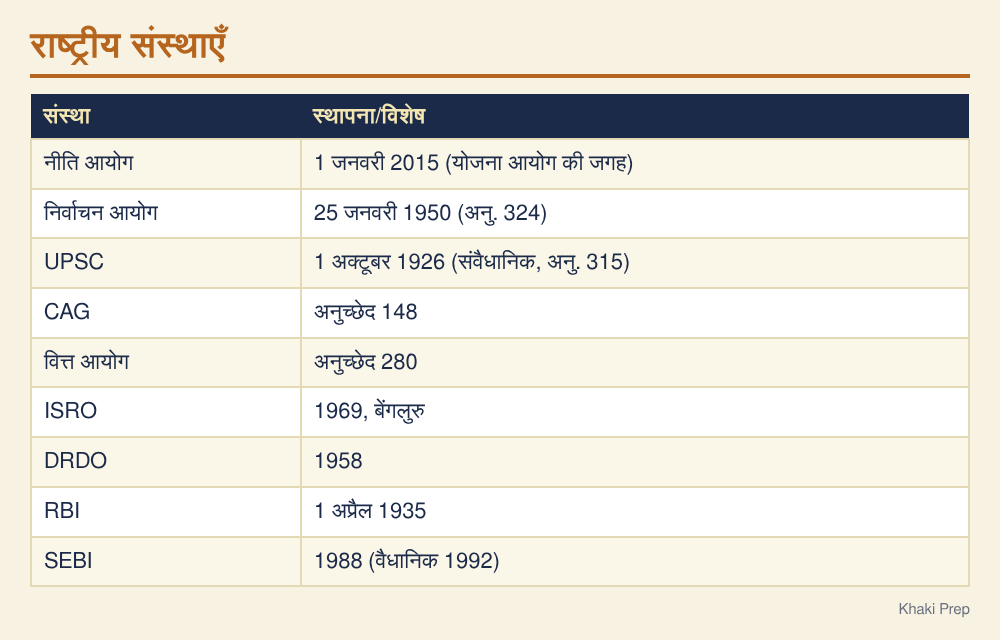 राष्ट्रीय संस्थाएँ
संस्था स्थापना/विशेष
नीति आयोग 1 जनवरी 2015 (योजना आयोग की जगह)
निर्वाचन आयोग 25 जनवरी 1950 (अनु. 324)
UPSC 1 अक्टूबर 1926 (संवैधानिक, अनु. 315)
CAG अनुच्छेद 148
वित्त आयोग अनुच्छेद 280
ISRO 1969, बेंगलुरु
DRDO 1958
RBI 1 अप्रैल 1935
SEBI 1988 (वैधानिक 1992)
Khaki Prep